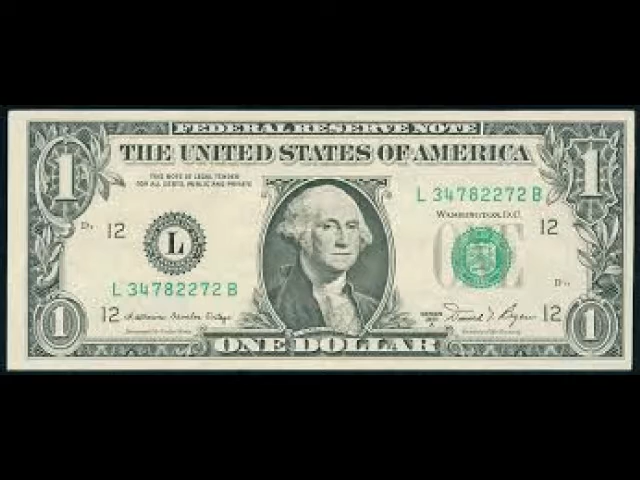 FEDERAL RESERVE NOTE
THE UNITED STATES OF AMERICA
1
1
THIS NOTE IS LEGAL TENDER
FOR ALL DEBTS, PUBLIC AND PRIVATE
L 34782272 B
WASHINGTON, D.C.
12
L
ONE
12
L 34782272 B
12
SERIES
12
1
ONE DOLLAR
1